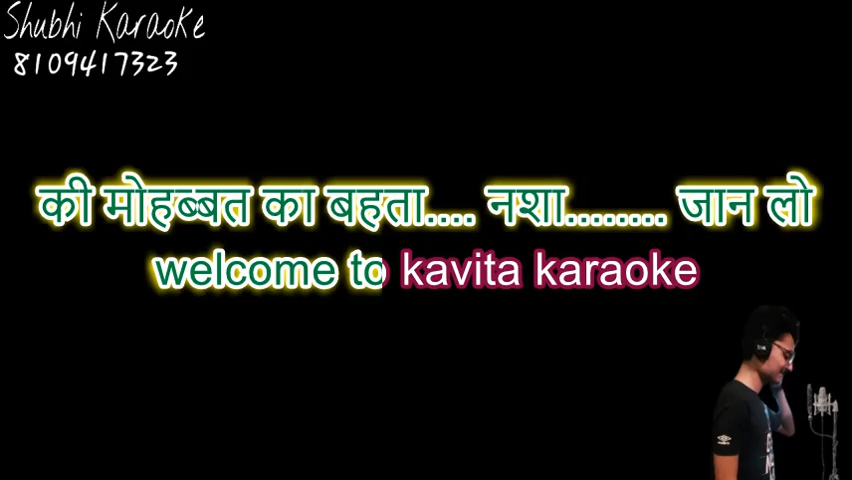 Shubhi Karaoke
8109417323
की मोहब्बत का बहता.... नशा........ जान लो
welcome to kavita karaoke